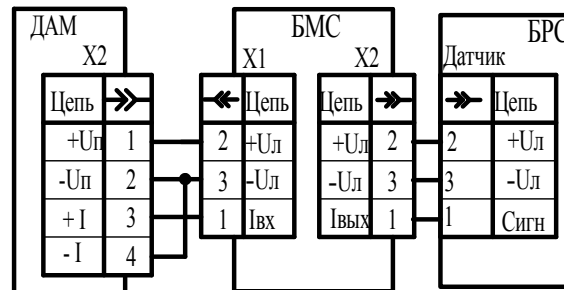 ДАМ БМС БРС
X2 X1 X2 Датчик
Цепь Цепь Цепь Цепь
+Uп 1 2 +Uл +Uл 2 2 +Uл
-Uп 2 3 -Uл -Uл 3 3 -Uл
+ I 3 1 Iвх Iвых 1 1 Сигн
- I 4